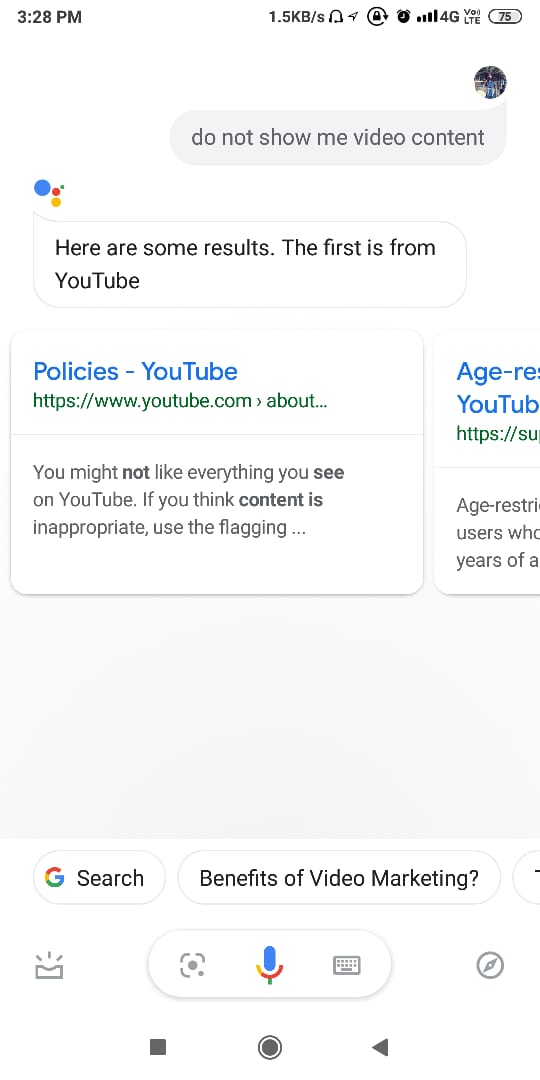 3:28 PM 1.5KB/s 4G VoLTE 75
do not show me video content
Here are some results. The first is from
YouTube
Policies - YouTube
https://www.youtube.com › about...
You might not like everything you see
on YouTube. If you think content is
inappropriate, use the flagging ...
Age-res
YouTub
https://su
Age-restri
users who
years of a
Search
Benefits of Video Marketing?